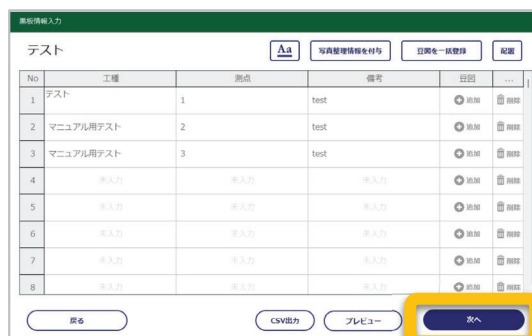 黒板情報入力
テスト Aa 写真整理情報を付与 豆図を一括登録 配置
No 工種 測点 備考 豆図 ...
1 テスト 1 test 追加 削除
2 マニュアル用テスト 2 test 追加 削除
3 マニュアル用テスト 3 test 追加 削除
4 未入力 未入力 未入力 追加 削除
5 未入力 未入力 未入力 追加 削除
6 未入力 未入力 未入力 追加 削除
7 未入力 未入力 未入力 追加 削除
8 未入力 未入力 未入力 追加 削除
戻る CSV出力 プレビュー 次へ